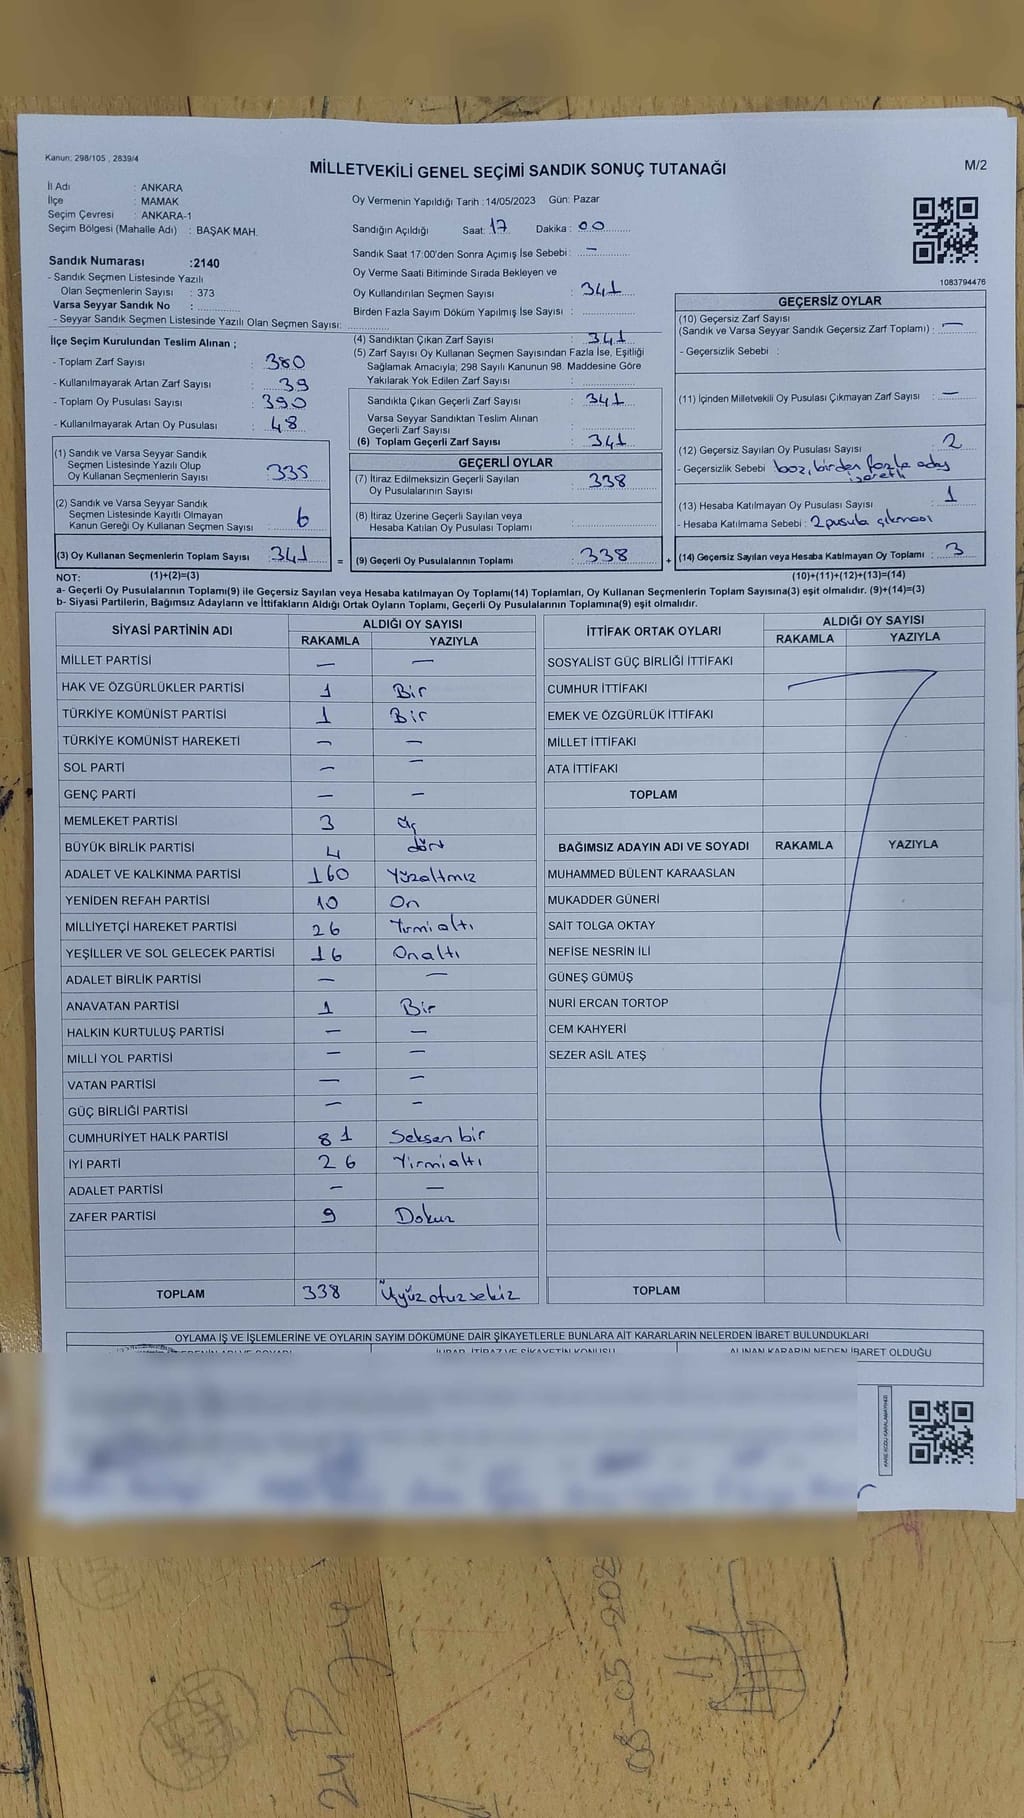 Kanun: 298/105 , 2839/4
MİLLETVEKİLİ GENEL SEÇİMİ SANDIK SONUÇ TUTANAĞI
M/2
İl Adı : ANKARA
İlçe : MAMAK
Seçim Çevresi : ANKARA-1
Seçim Bölgesi (Mahalle Adı) : BAŞAK MAH.
Sandık Numarası :2140
- Sandık Seçmen Listesinde Yazılı
Olan Seçmenlerin Sayısı : 373
Varsa Seyyar Sandık No :
- Seyyar Sandık Seçmen Listesinde Yazılı Olan Seçmen Sayısı:
Oy Vermenin Yapıldığı Tarih : 14/05/2023 Gün: Pazar
Sandığın Açıldığı Saat: 17 Dakika : 00
Sandık Saat 17:00'den Sonra Açımış İse Sebebi : —
Oy Verme Saati Bitiminde Sırada Bekleyen ve
Oy Kullandırılan Seçmen Sayısı : 341
Birden Fazla Sayım Döküm Yapılmış İse Sayısı :
1083794476
İlçe Seçim Kurulundan Teslim Alınan ;
- Toplam Zarf Sayısı : 380
- Kullanılmayarak Artan Zarf Sayısı : 39
- Toplam Oy Pusulası Sayısı : 390
- Kullanılmayarak Artan Oy Pusulası : 48
(1) Sandık ve Varsa Seyyar Sandık
Seçmen Listesinde Yazılı Olup
Oy Kullanan Seçmenlerin Sayısı : 335
(2) Sandık ve Varsa Seyyar Sandık
Seçmen Listesinde Kayıtlı Olmayan
Kanun Gereği Oy Kullanan Seçmen Sayısı : 6
(3) Oy Kullanan Seçmenlerin Toplam Sayısı : 341
(1)+(2)=(3)
(4) Sandıktan Çıkan Zarf Sayısı : 341
(5) Zarf Sayısı Oy Kullanan Seçmen Sayısından Fazla İse, Eşitliği
Sağlamak Amacıyla; 298 Sayılı Kanunun 98. Maddesine Göre
Yakılarak Yok Edilen Zarf Sayısı :
Sandıkta Çıkan Geçerli Zarf Sayısı : 341
Varsa Seyyar Sandıktan Teslim Alınan
Geçerli Zarf Sayısı :
(6) Toplam Geçerli Zarf Sayısı : 341
GEÇERLİ OYLAR
(7) İtiraz Edilmeksizin Geçerli Sayılan
Oy Pusulalarının Sayısı : 338
(8) İtiraz Üzerine Geçerli Sayılan veya
Hesaba Katılan Oy Pusulası Toplamı :
= (9) Geçerli Oy Pusulalarının Toplamı : 338
GEÇERSİZ OYLAR
(10) Geçersiz Zarf Sayısı
(Sandık ve Varsa Seyyar Sandık Geçersiz Zarf Toplamı) : —
- Geçersizlik Sebebi :
(11) İçinden Milletvekili Oy Pusulası Çıkmayan Zarf Sayısı : —
(12) Geçersiz Sayılan Oy Pusulası Sayısı : 2
- Geçersizlik Sebebi boz, birden fazla aday
işaretli
(13) Hesaba Katılmayan Oy Pusulası Sayısı : 1
- Hesaba Katılmama Sebebi : 2 pusula çıkması
+ (14) Geçersiz Sayılan veya Hesaba Katılmayan Oy Toplamı : 3
(10)+(11)+(12)+(13)=(14)
NOT:
a- Geçerli Oy Pusulalarının Toplamı(9) ile Geçersiz Sayılan veya Hesaba katılmayan Oy Toplamı(14) Toplamları, Oy Kullanan Seçmenlerin Toplam Sayısına(3) eşit olmalıdır. (9)+(14)=(3)
b- Siyasi Partilerin, Bağımsız Adayların ve İttifakların Aldığı Ortak Oyların Toplamı, Geçerli Oy Pusulalarının Toplamına(9) eşit olmalıdır.
SİYASİ PARTİNİN ADI ALDIĞI OY SAYISI
RAKAMLA YAZIYLA
MİLLET PARTİSİ — —
HAK VE ÖZGÜRLÜKLER PARTİSİ 1 Bir
TÜRKİYE KOMÜNİST PARTİSİ 1 Bir
TÜRKİYE KOMÜNİST HAREKETİ — —
SOL PARTİ — —
GENÇ PARTİ — —
MEMLEKET PARTİSİ 3 üç
BÜYÜK BİRLİK PARTİSİ 4 dört
ADALET VE KALKINMA PARTİSİ 160 Yüzaltmız
YENİDEN REFAH PARTİSİ 10 On
MİLLİYETÇİ HAREKET PARTİSİ 26 Yirmi altı
YEŞİLLER VE SOL GELECEK PARTİSİ 16 Onaltı
ADALET BİRLİK PARTİSİ — —
ANAVATAN PARTİSİ 1 Bir
HALKIN KURTULUŞ PARTİSİ — —
MİLLİ YOL PARTİSİ — —
VATAN PARTİSİ — —
GÜÇ BİRLİĞİ PARTİSİ — —
CUMHURİYET HALK PARTİSİ 81 Seksen bir
İYİ PARTİ 26 Yirmialtı
ADALET PARTİSİ — —
ZAFER PARTİSİ 9 Dokuz
TOPLAM 338 Üçyüz otuz sekiz
İTTİFAK ORTAK OYLARI ALDIĞI OY SAYISI
RAKAMLA YAZIYLA
SOSYALİST GÜÇ BİRLİĞİ İTTİFAKI
CUMHUR İTTİFAKI
EMEK VE ÖZGÜRLÜK İTTİFAKI
MİLLET İTTİFAKI
ATA İTTİFAKI
TOPLAM
BAĞIMSIZ ADAYIN ADI VE SOYADI RAKAMLA YAZIYLA
MUHAMMED BÜLENT KARAASLAN
MUKADDER GÜNERİ
SAİT TOLGA OKTAY
NEFİSE NESRİN İLİ
GÜNEŞ GÜMÜŞ
NURİ ERCAN TORTOP
CEM KAHYERİ
SEZER ASİL ATEŞ
TOPLAM
OYLAMA İŞ VE İŞLEMLERİNE VE OYLARIN SAYIM DÖKÜMÜNE DAİR ŞİKAYETLERLE BUNLARA AİT KARARLARIN NELERDEN İBARET BULUNDUKLARI
İTİRAZ VE ŞİKAYETİN KONUSU
ALINAN KARARIN NEDEN İBARET OLDUĞU
KARE KODU KARALAMAYINIZ